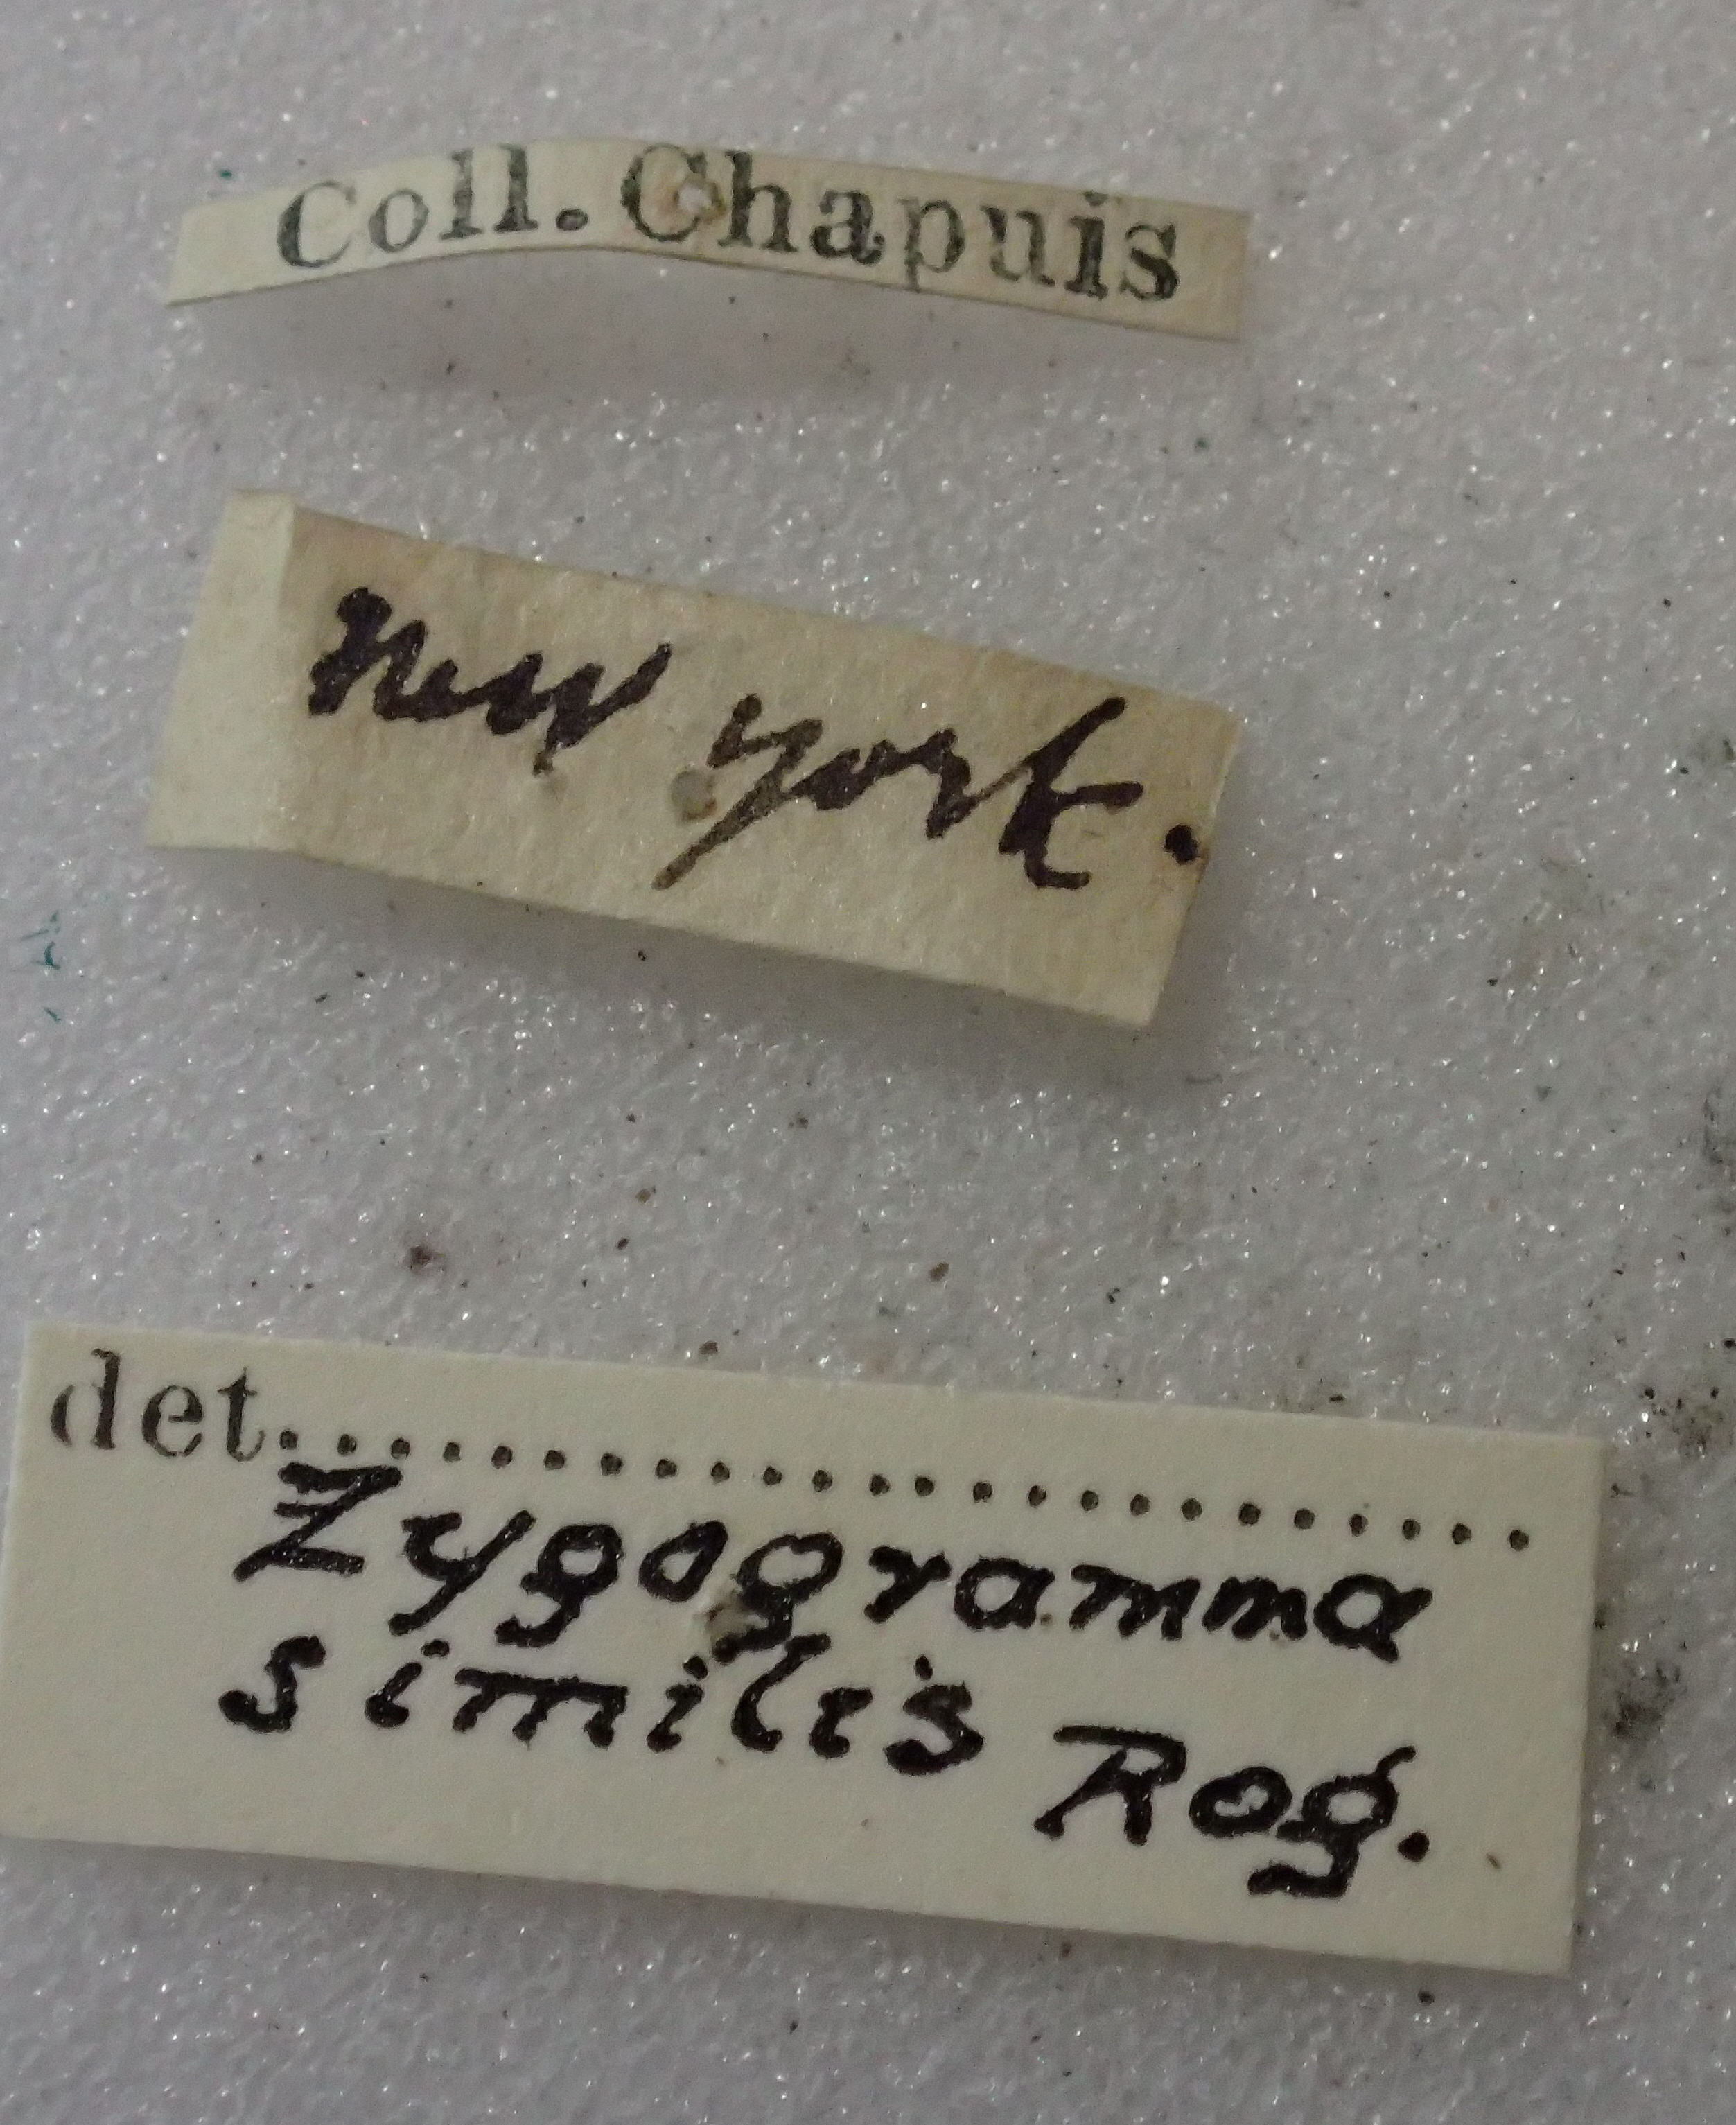 Coll. Chapuis
New york.
det........................
Zygogramma
similis Rog.